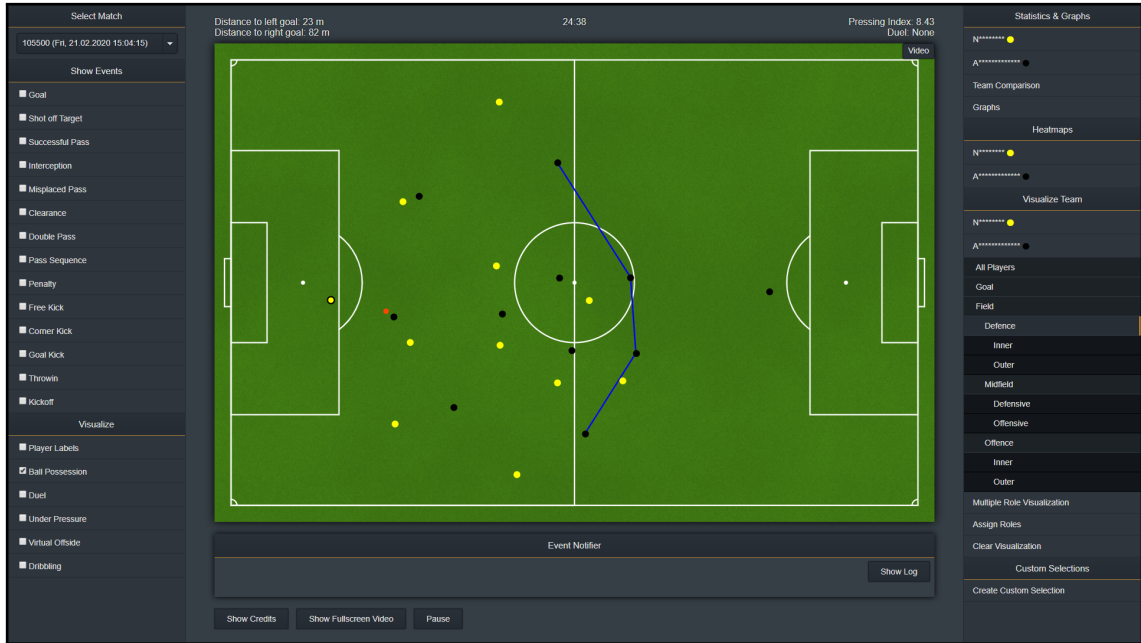 Select Match
105500 (Fri, 21.02.2020 15:04:15)
Show Events
Goal
Shot off Target
Successful Pass
Interception
Misplaced Pass
Clearance
Double Pass
Pass Sequence
Penalty
Free Kick
Corner Kick
Goal Kick
Throwin
Kickoff
Visualize
Player Labels
Ball Possession
Duel
Under Pressure
Virtual Offside
Dribbling
Distance to left goal: 23 m
Distance to right goal: 82 m
24:38
Pressing Index: 8.43
Duel: None
Video
Event Notifier
Show Log
Show Credits
Show Fullscreen Video
Pause
Statistics & Graphs
N********
A*************
Team Comparison
Graphs
Heatmaps
N********
A*************
Visualize Team
N********
A*************
All Players
Goal
Field
Defence
Inner
Outer
Midfield
Defensive
Offensive
Offence
Inner
Outer
Multiple Role Visualization
Assign Roles
Clear Visualization
Custom Selections
Create Custom Selection